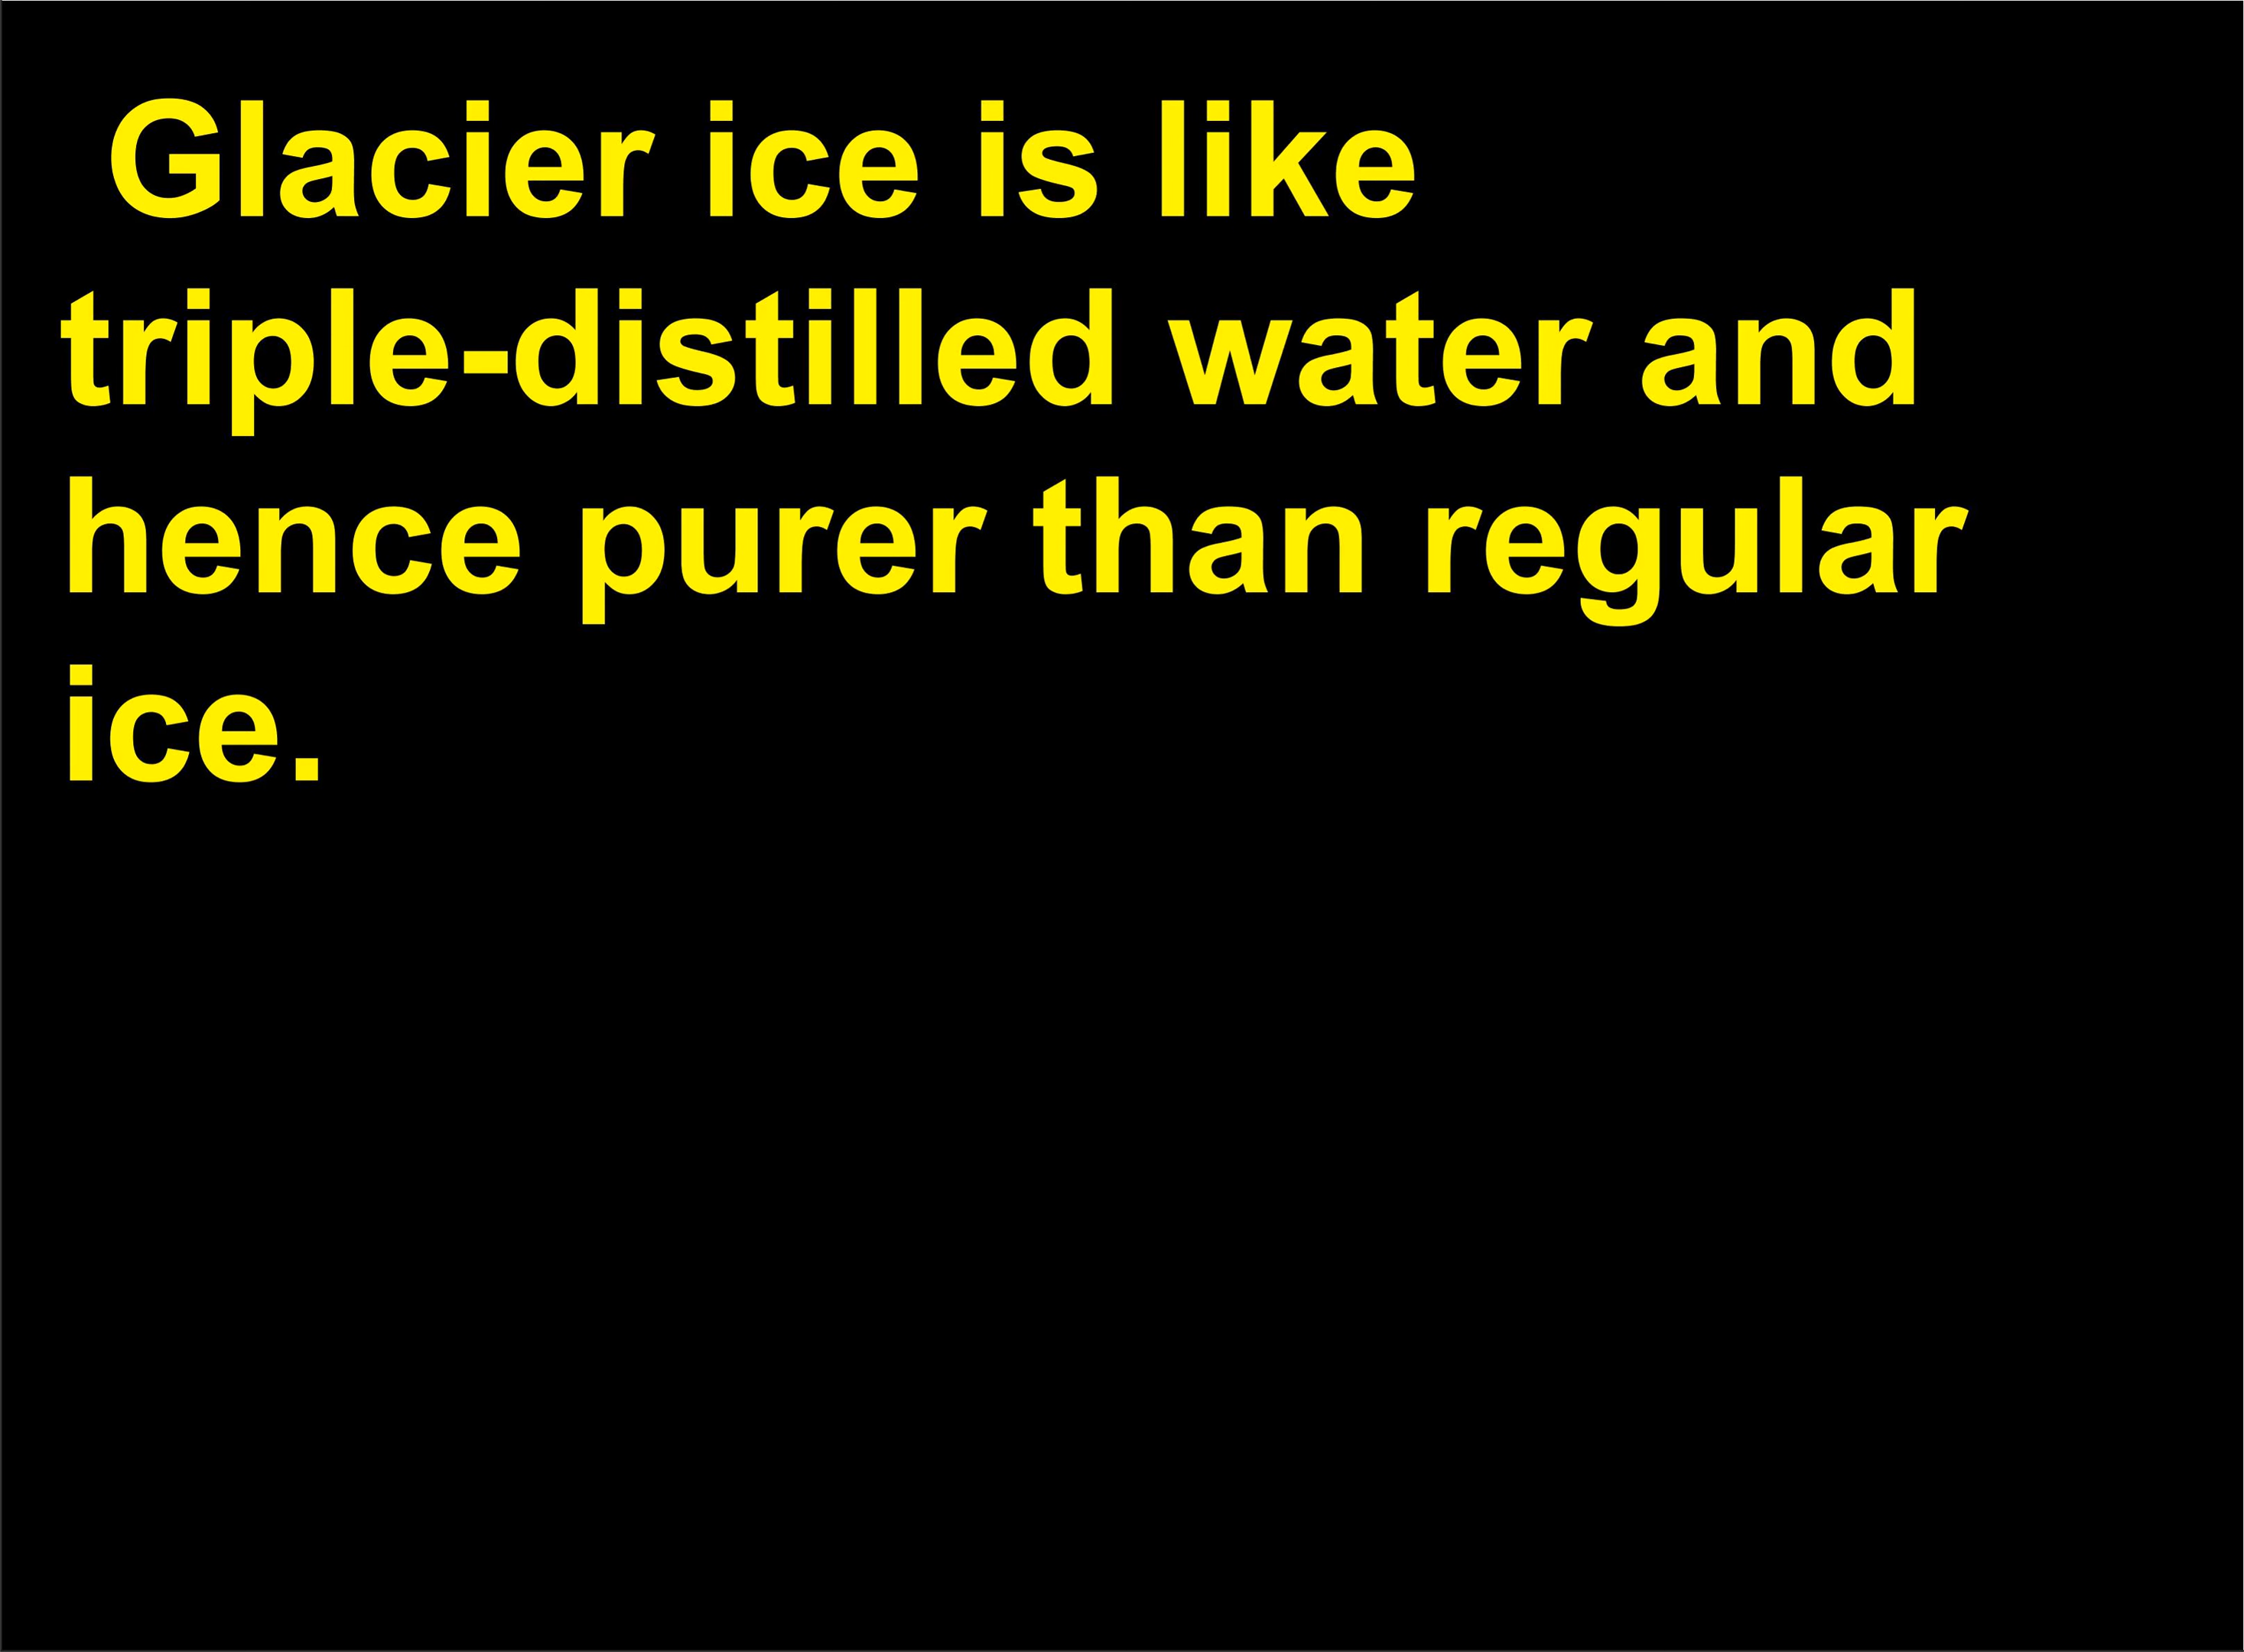 Glacier ice is like
triple-distilled water and
hence purer than regular
ice.